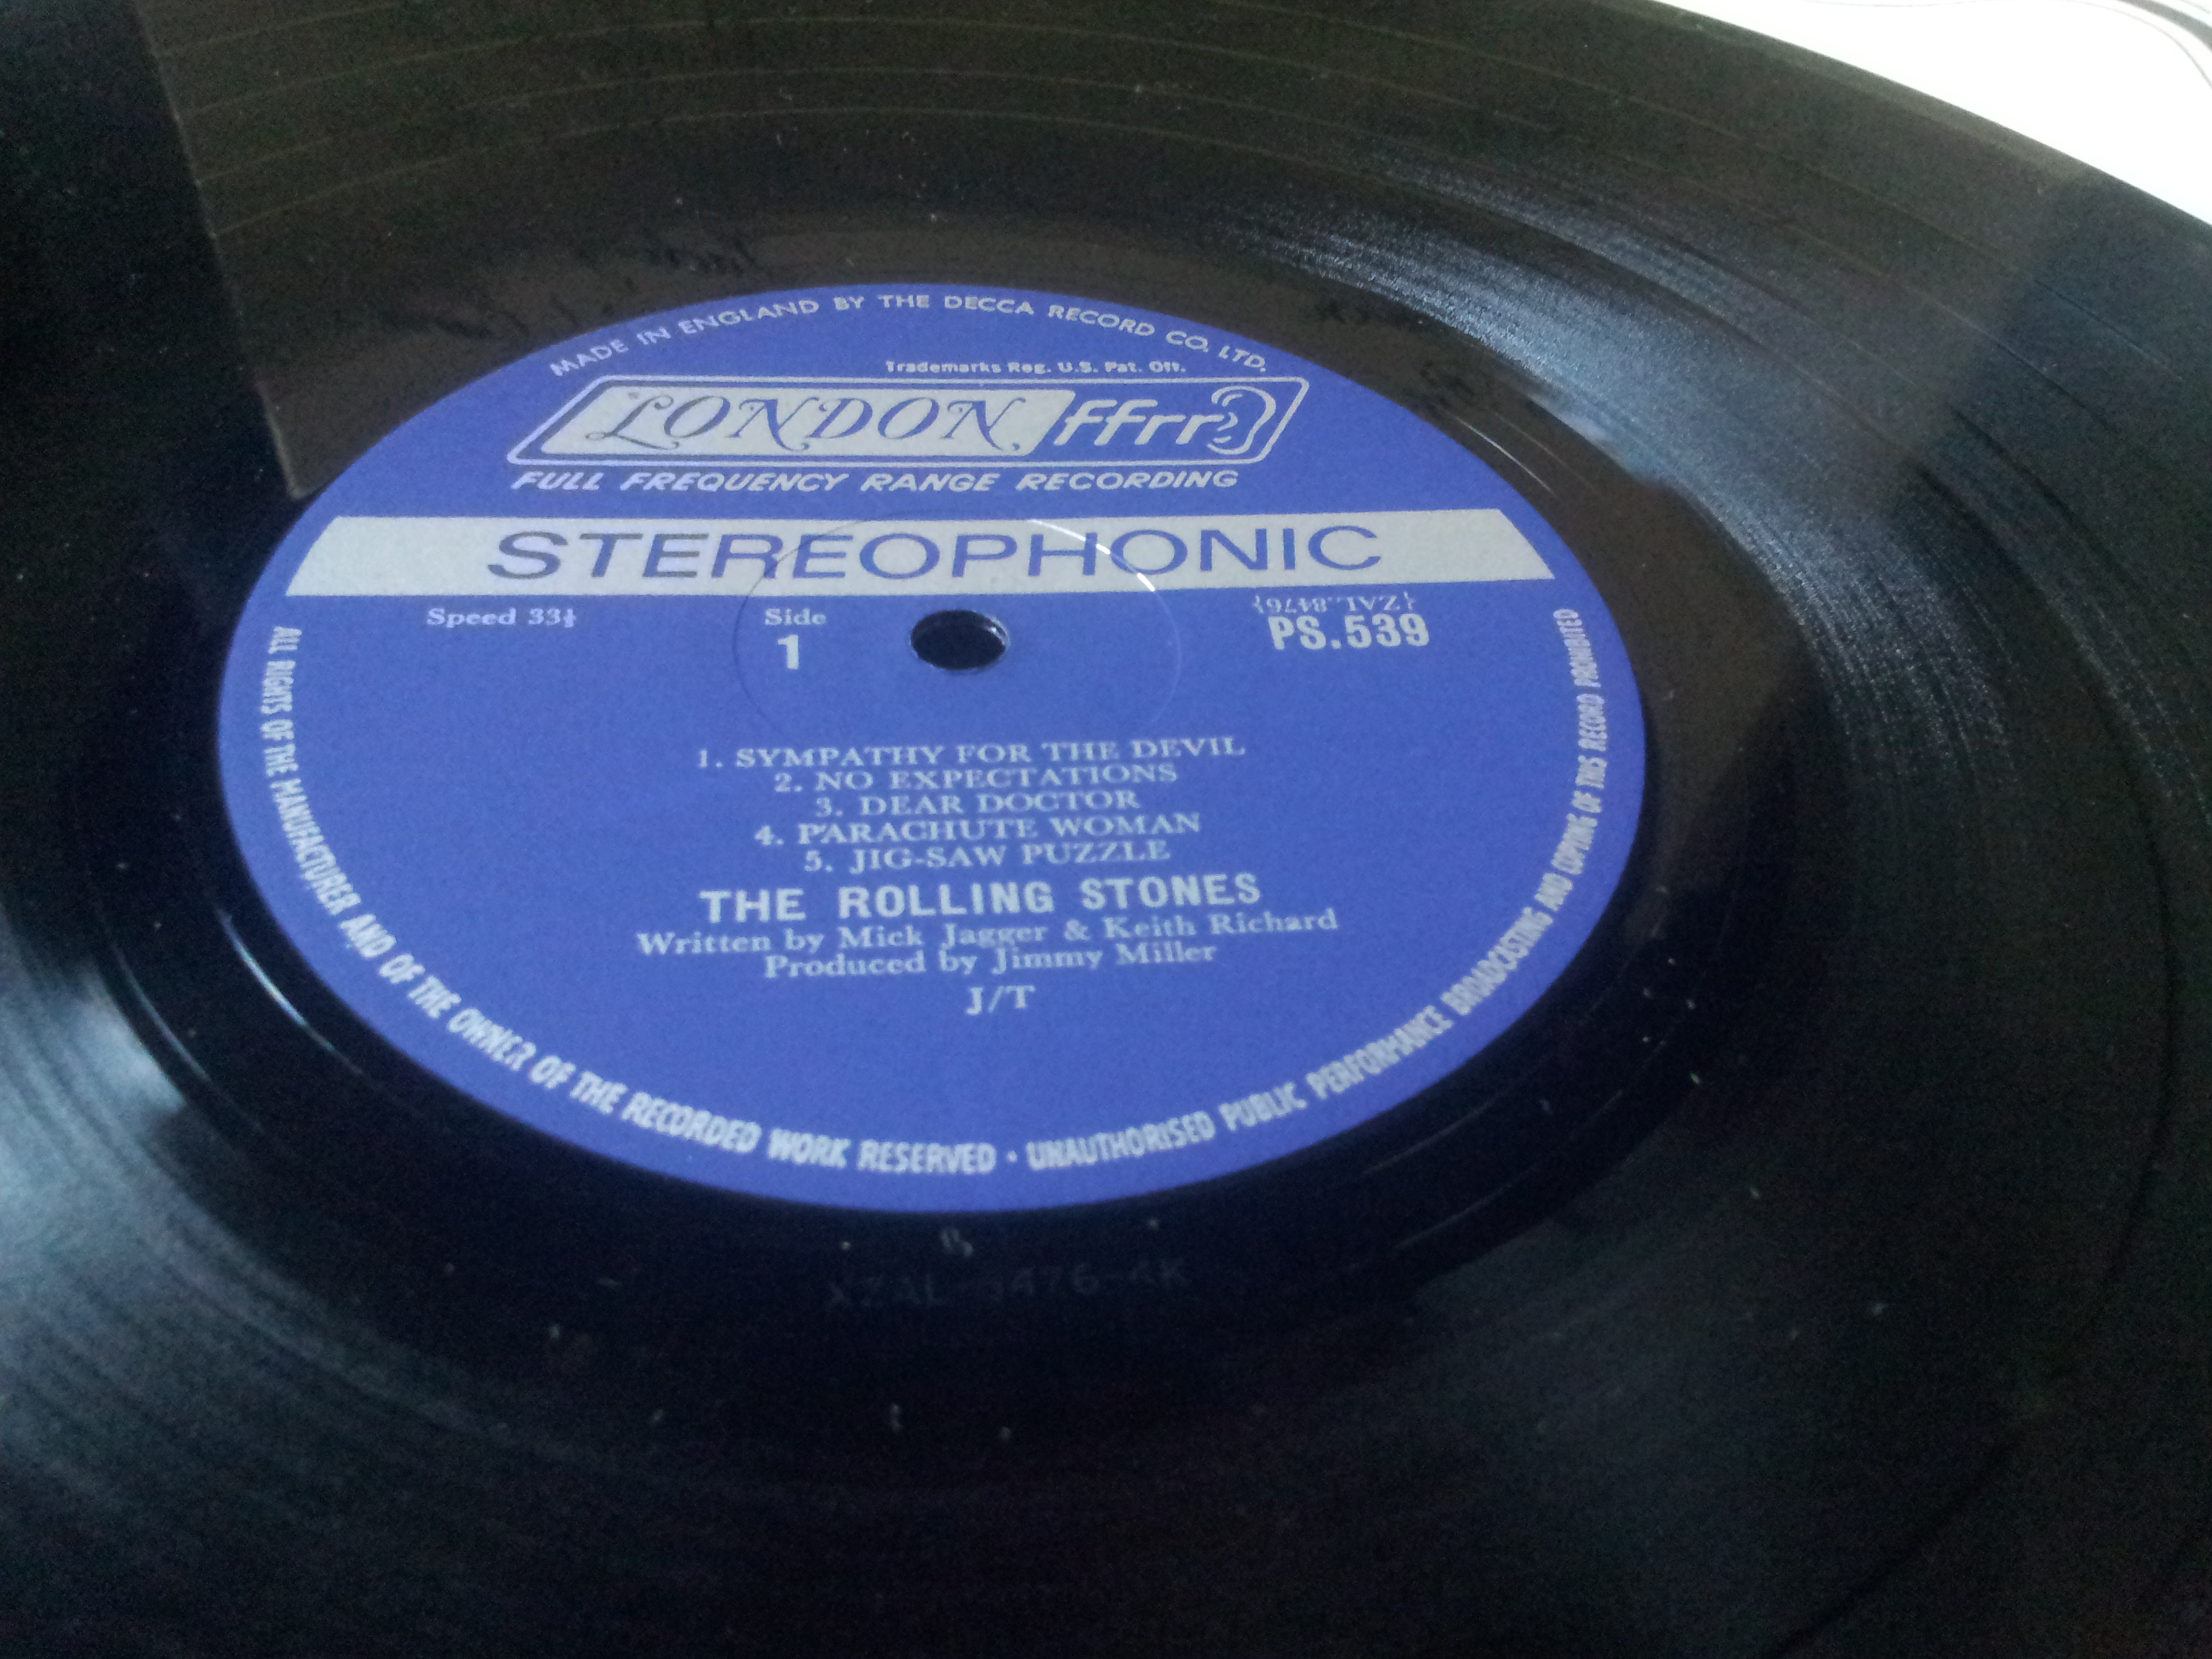 MADE IN ENGLAND BY THE DECCA RECORD CO. LTD.
Trademarks Reg. U.S. Pat. Off.
LONDON ffrr
FULL FREQUENCY RANGE RECORDING
STEREOPHONIC
Speed 33⅓
Side
1
{ZAL.8476}
PS.539
1. SYMPATHY FOR THE DEVIL
2. NO EXPECTATIONS
3. DEAR DOCTOR
4. PARACHUTE WOMAN
5. JIG-SAW PUZZLE
THE ROLLING STONES
Written by Mick Jagger & Keith Richard
Produced by Jimmy Miller
J/T
ALL RIGHTS OF THE MANUFACTURER AND OF THE OWNER OF THE RECORDED WORK RESERVED • UNAUTHORISED PUBLIC PERFORMANCE BROADCASTING AND COPYING OF THIS RECORD PROHIBITED
XZAL-8476-4K